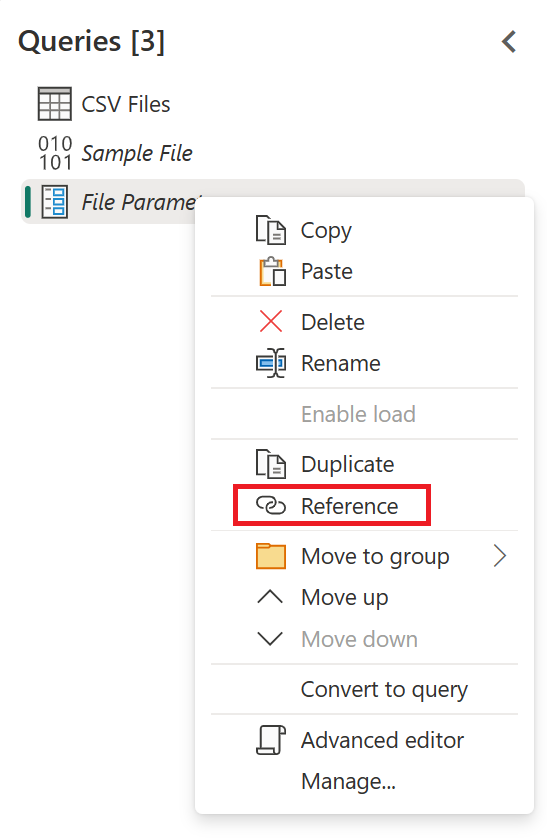 Queries [3]
CSV Files
010
101
Sample File
File Paramet
Copy
Paste
Delete
Rename
Enable load
Duplicate
Reference
Move to group
Move up
Move down
Convert to query
Advanced editor
Manage...